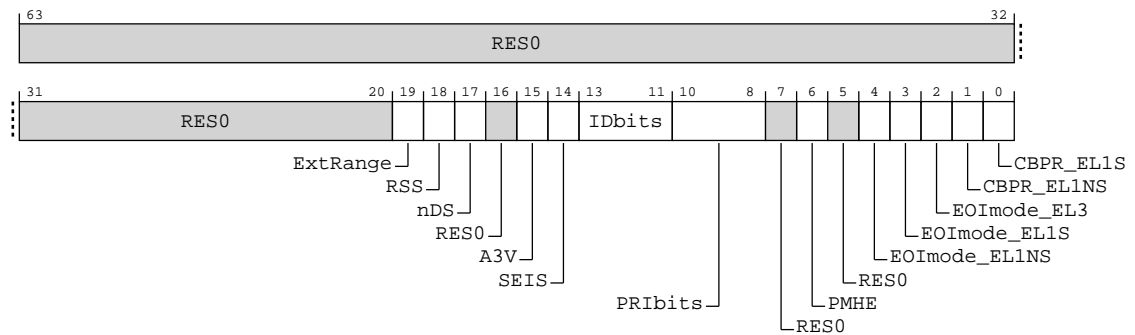 63 32
RES0
31 20 19 18 17 16 15 14 13 11 10 8 7 6 5 4 3 2 1 0
RES0 IDbits
ExtRange CBPR_EL1S
RSS CBPR_EL1NS
nDS EOImode_EL3
RES0 EOImode_EL1S
A3V EOImode_EL1NS
SEIS RES0
PRIbits PMHE
RES0